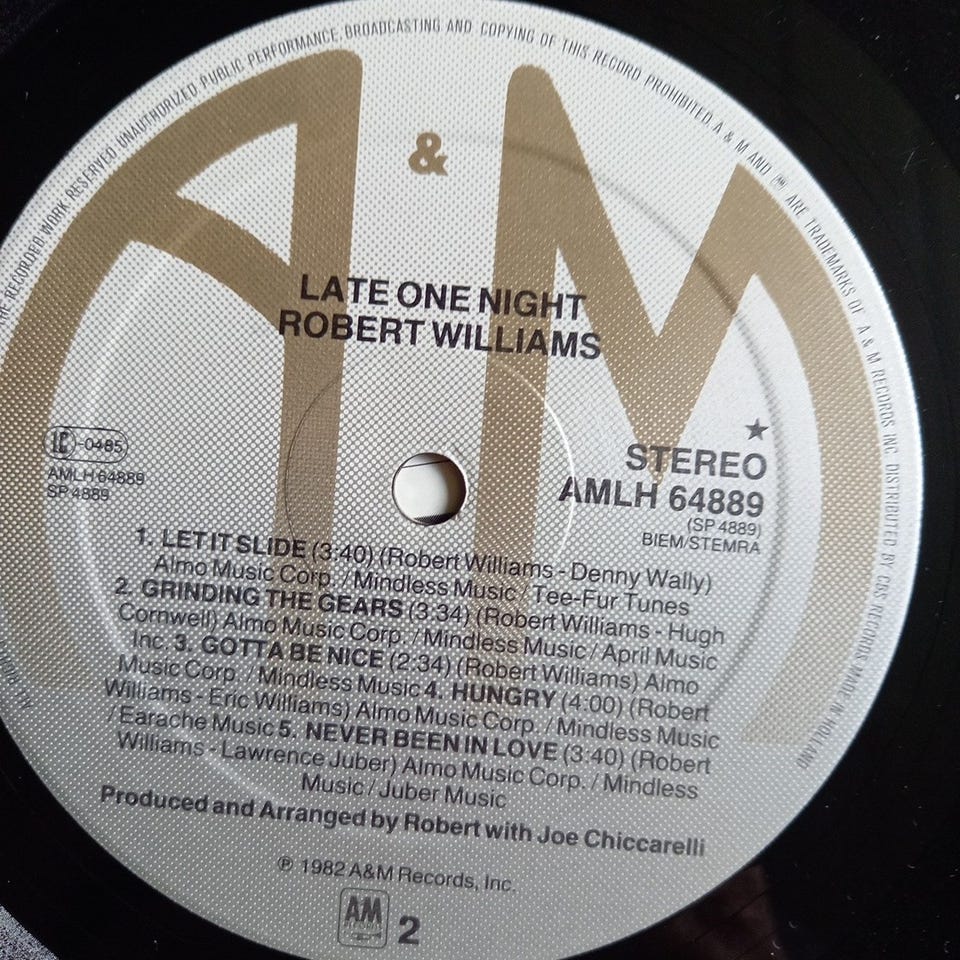 THE RECORDED WORK RESERVED. UNAUTHORIZED PUBLIC PERFORMANCE, BROADCASTING AND COPYING OF THIS RECORD PROHIBITED A & M AND AM ARE TRADEMARKS OF A & M RECORDS INC. DISTRIBUTED BY CBS RECORDS. MADE IN HOLLAND
A & M
LATE ONE NIGHT
ROBERT WILLIAMS
LC -0485
AMLH 64889
SP 4889
★
STEREO
AMLH 64889
(SP 4889)
BIEM/STEMRA
1. LET IT SLIDE (3:40) (Robert Williams - Denny Wally)
Almo Music Corp. / Mindless Music / Tee-Fur Tunes
2. GRINDING THE GEARS (3:34) (Robert Williams - Hugh
Cornwell) Almo Music Corp. / Mindless Music / April Music
Inc. 3. GOTTA BE NICE (2:34) (Robert Williams) Almo
Music Corp. / Mindless Music 4. HUNGRY (4:00) (Robert
Williams - Eric Williams) Almo Music Corp. / Mindless Music
/ Earache Music 5. NEVER BEEN IN LOVE (3:40) (Robert
Williams - Lawrence Juber) Almo Music Corp. / Mindless
Music / Juber Music
Produced and Arranged by Robert with Joe Chiccarelli
℗ 1982 A&M Records, Inc.
AM
RECORDS
2